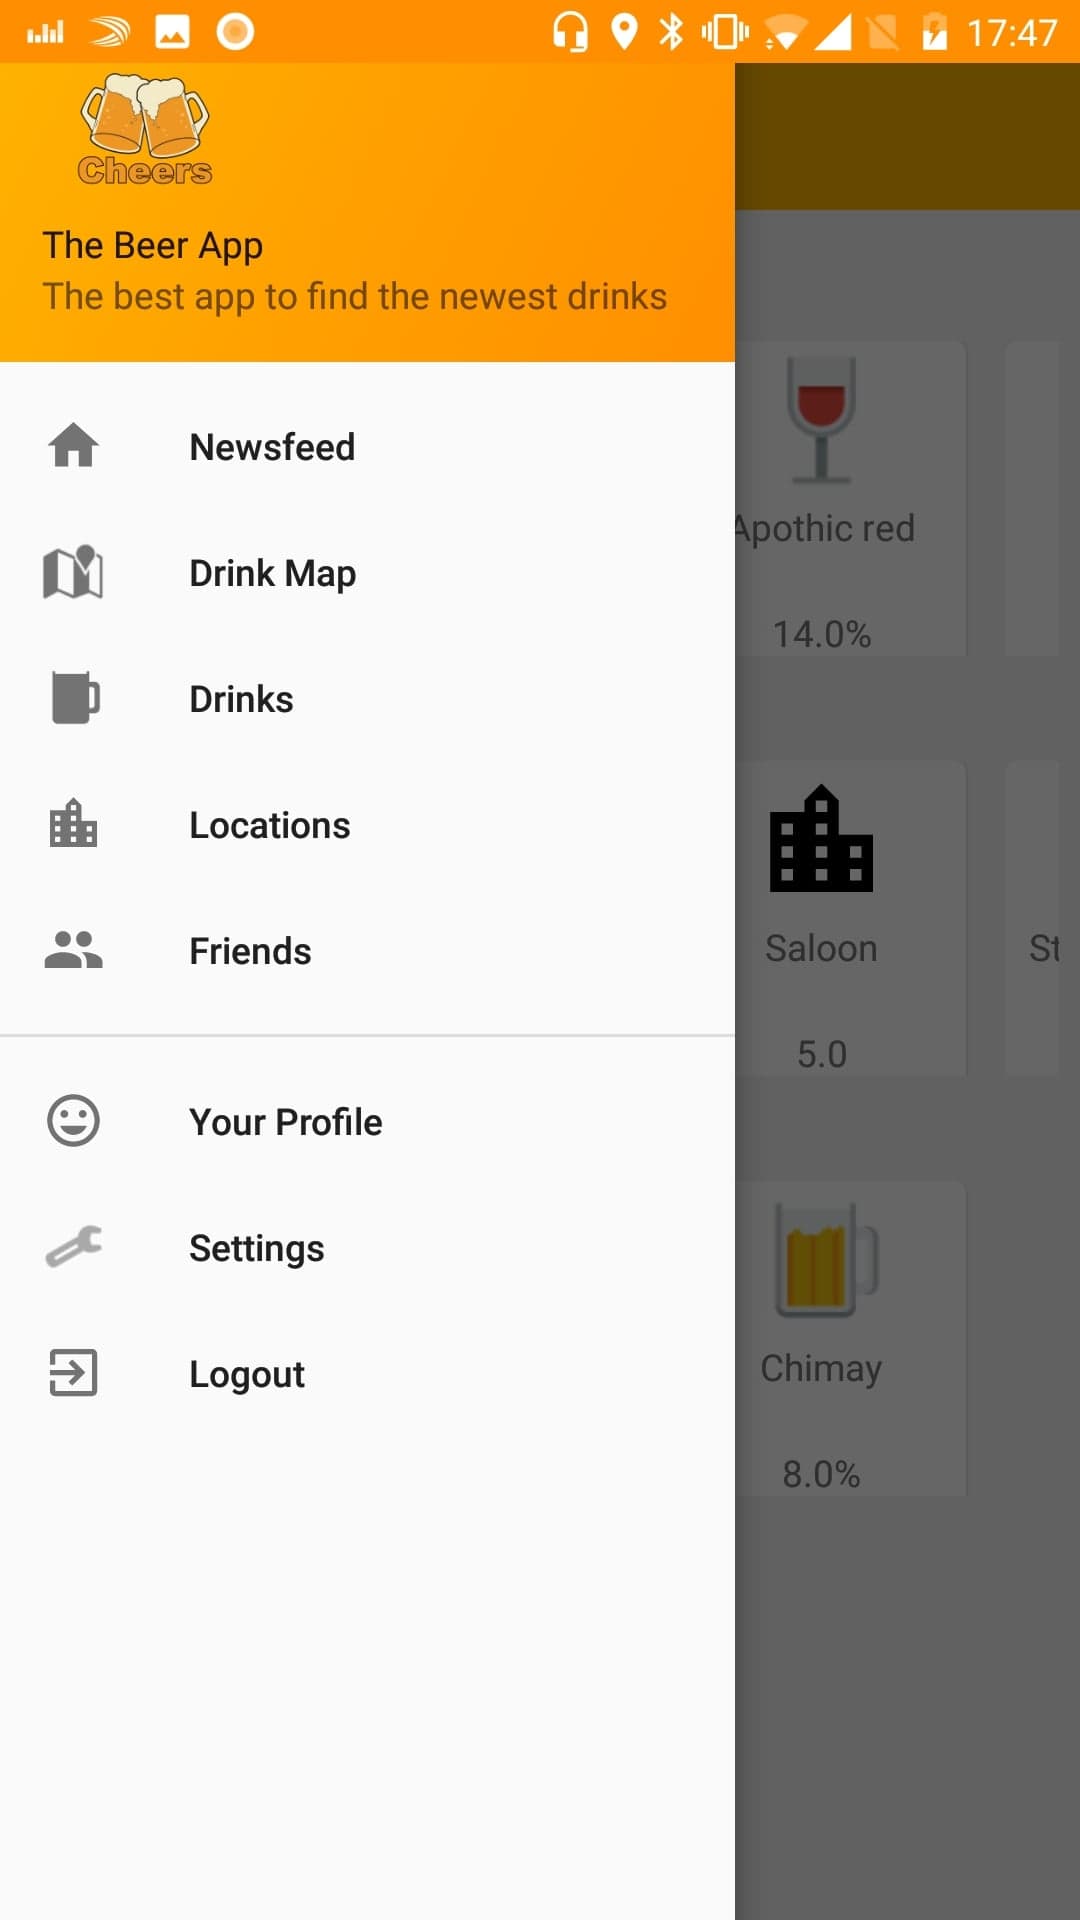 17:47
Cheers
The Beer App
The best app to find the newest drinks
Newsfeed
Drink Map
Drinks
Locations
Friends
Your Profile
Settings
Logout
Apothic red
14.0%
Saloon
5.0
St
Chimay
8.0%